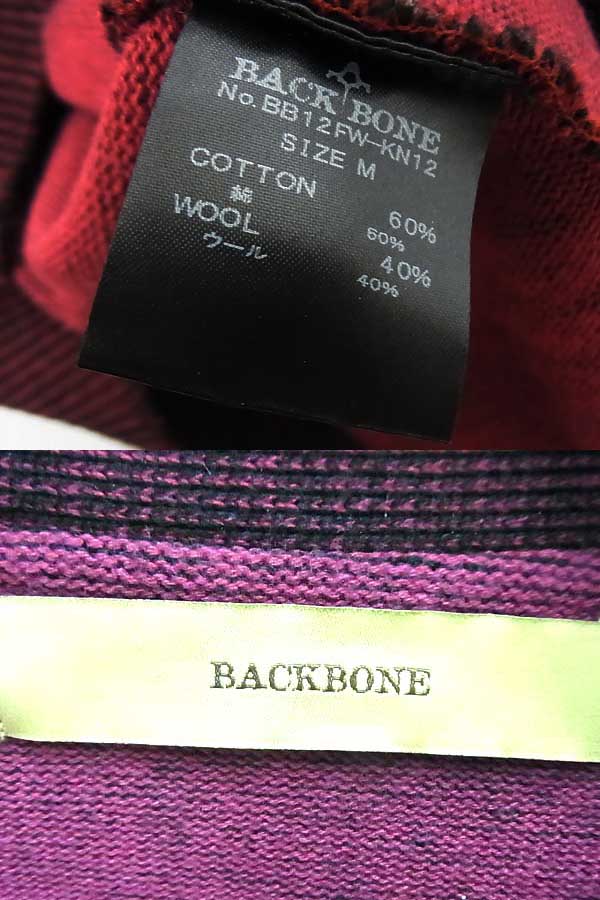 BACK BONE
No.BB12FW-KN12
SIZE M
COTTON 60%
綿 60%
WOOL 40%
ウール 40%
BACKBONE